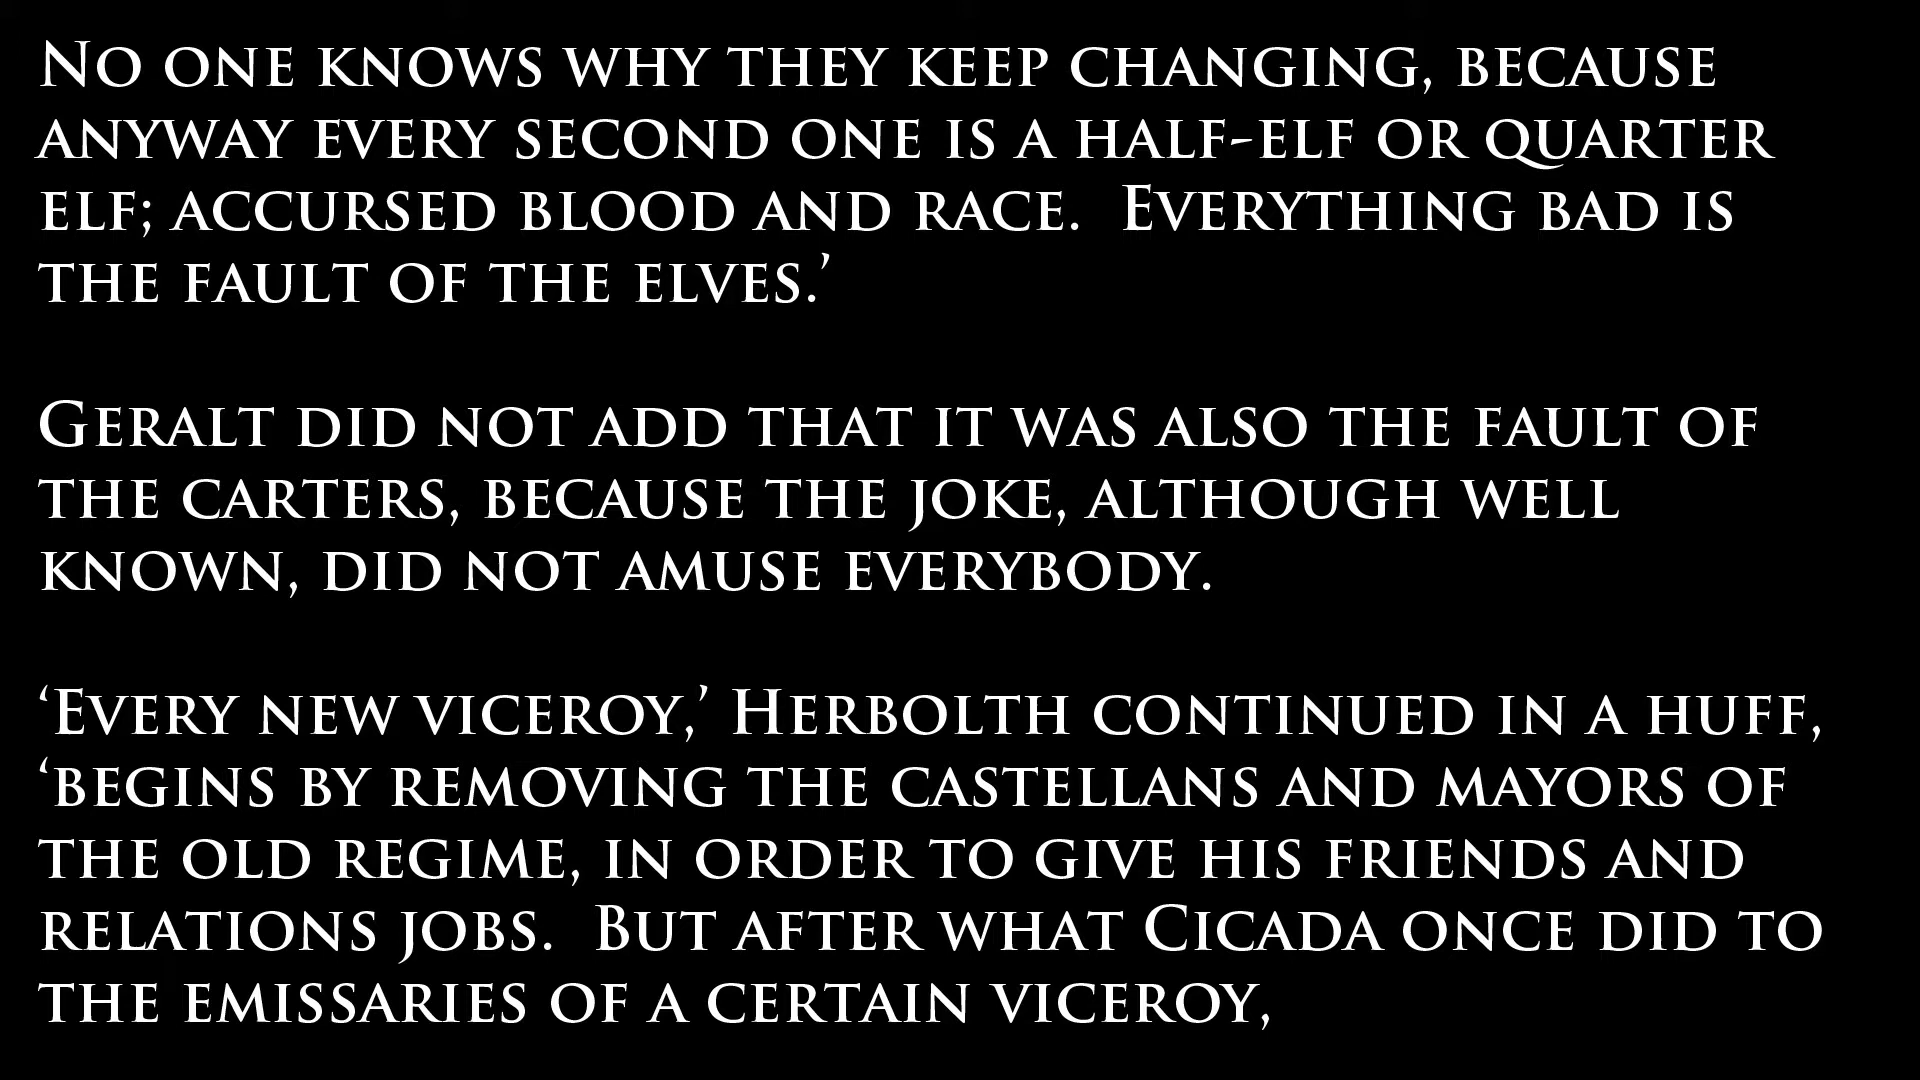 No one knows why they keep changing, because
anyway every second one is a half-elf or quarter
elf; accursed blood and race.  Everything bad is
the fault of the elves.’
Geralt did not add that it was also the fault of
the carters, because the joke, although well
known, did not amuse everybody.
‘Every new viceroy,’ Herbolth continued in a huff,
‘begins by removing the castellans and mayors of
the old regime, in order to give his friends and
relations jobs.  But after what Cicada once did to
the emissaries of a certain viceroy,